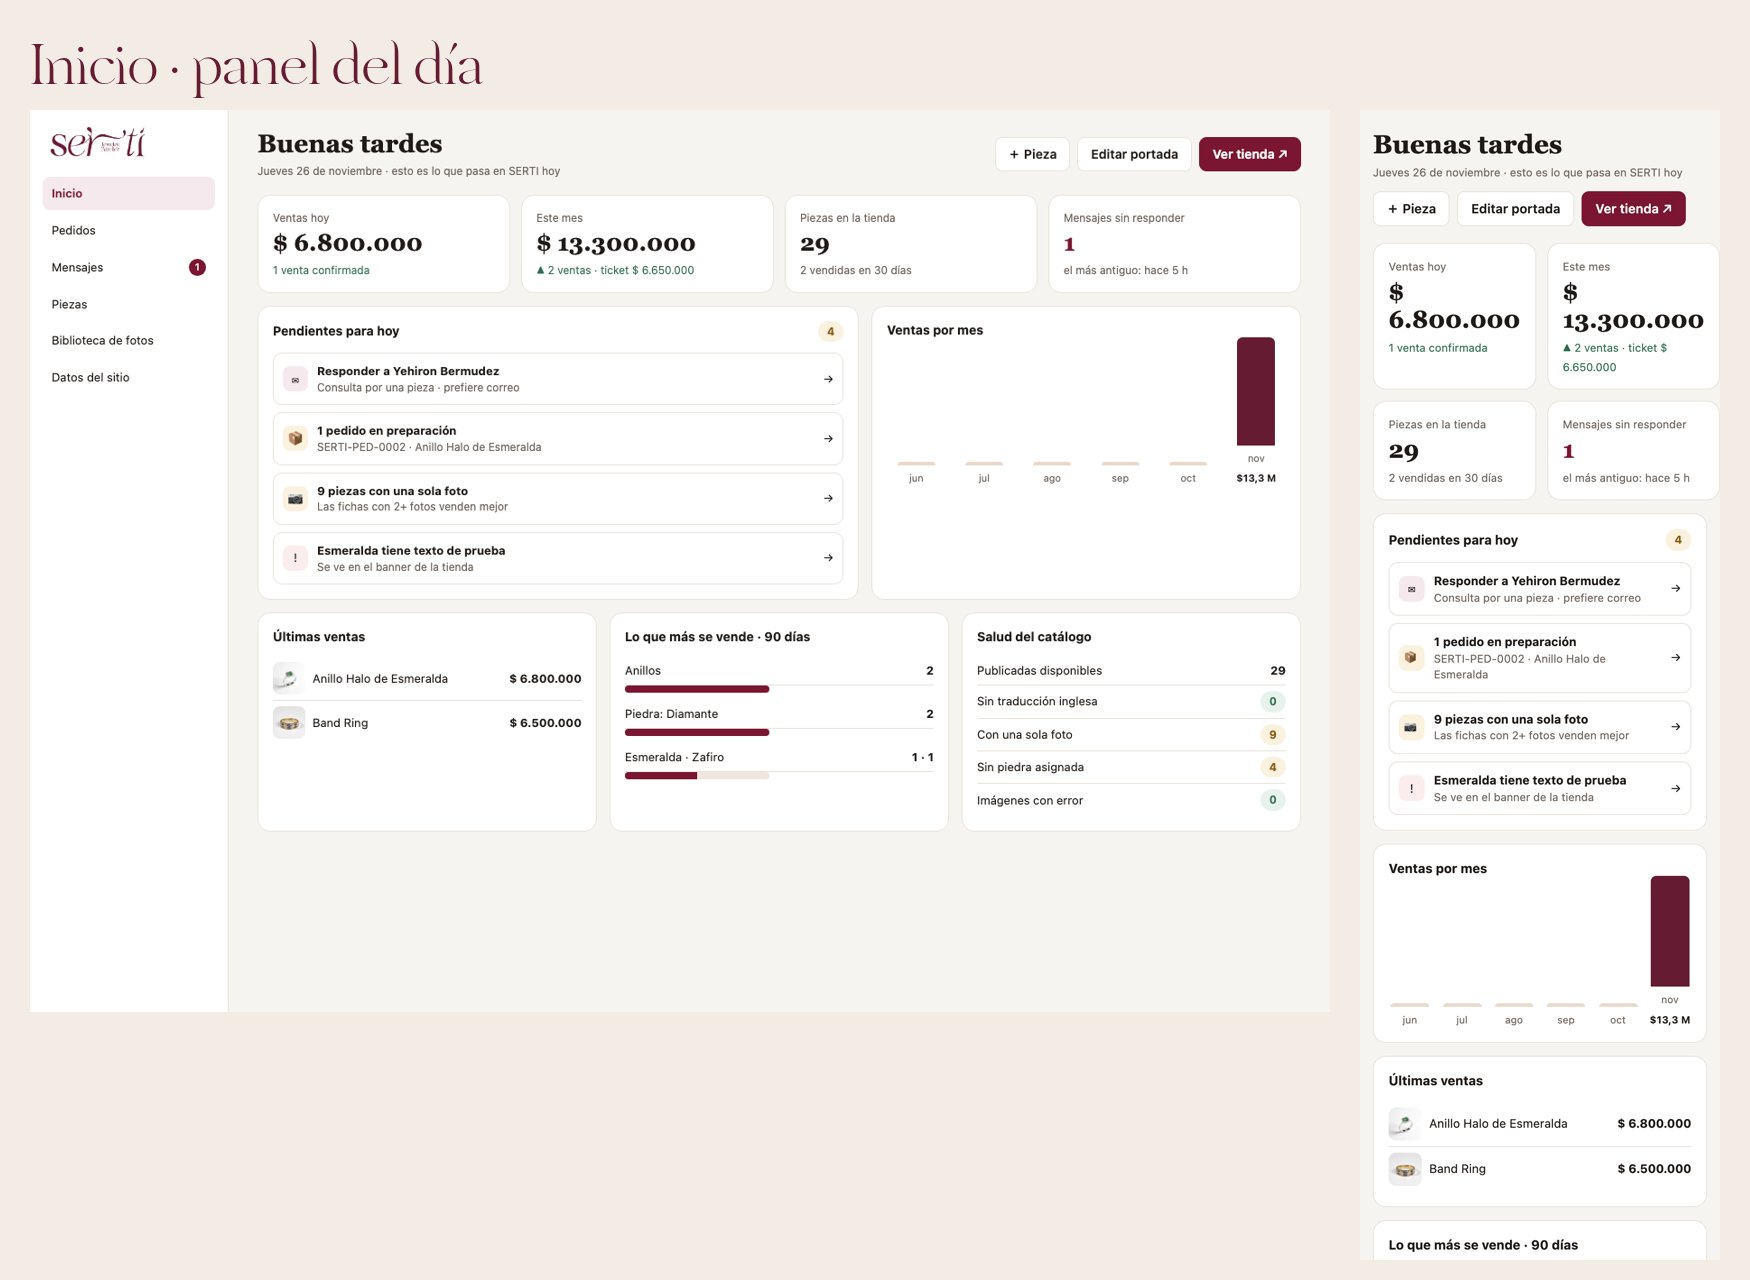 Inicio · panel del día
serti
Inicio
Pedidos
Mensajes 1
Piezas
Biblioteca de fotos
Datos del sitio
Buenas tardes
Jueves 26 de noviembre · esto es lo que pasa en SERTI hoy
+ Pieza
Editar portada
Ver tienda ↗
Ventas hoy
$ 6.800.000
1 venta confirmada
Este mes
$ 13.300.000
▲ 2 ventas · ticket $ 6.650.000
Piezas en la tienda
29
2 vendidas en 30 días
Mensajes sin responder
1
el más antiguo: hace 5 h
Pendientes para hoy 4
Responder a Yehiron Bermudez
Consulta por una pieza · prefiere correo
→
1 pedido en preparación
SERTI-PED-0002 · Anillo Halo de Esmeralda
→
9 piezas con una sola foto
Las fichas con 2+ fotos venden mejor
→
!
Esmeralda tiene texto de prueba
Se ve en el banner de la tienda
→
Ventas por mes
nov
jun jul ago sep oct $13,3 M
Últimas ventas
Anillo Halo de Esmeralda $ 6.800.000
Band Ring $ 6.500.000
Lo que más se vende · 90 días
Anillos 2
Piedra: Diamante 2
Esmeralda · Zafiro 1 · 1
Salud del catálogo
Publicadas disponibles 29
Sin traducción inglesa 0
Con una sola foto 9
Sin piedra asignada 4
Imágenes con error 0
Buenas tardes
Jueves 26 de noviembre · esto es lo que pasa en SERTI hoy
+ Pieza
Editar portada
Ver tienda ↗
Ventas hoy
$
6.800.000
1 venta confirmada
Este mes
$
13.300.000
▲ 2 ventas · ticket $
6.650.000
Piezas en la tienda
29
2 vendidas en 30 días
Mensajes sin responder
1
el más antiguo: hace 5 h
Pendientes para hoy 4
Responder a Yehiron Bermudez
Consulta por una pieza · prefiere correo
→
1 pedido en preparación
SERTI-PED-0002 · Anillo Halo de
Esmeralda
→
9 piezas con una sola foto
Las fichas con 2+ fotos venden mejor
→
!
Esmeralda tiene texto de prueba
Se ve en el banner de la tienda
→
Ventas por mes
nov
jun jul ago sep oct $13,3 M
Últimas ventas
Anillo Halo de Esmeralda $ 6.800.000
Band Ring $ 6.500.000
Lo que más se vende · 90 días